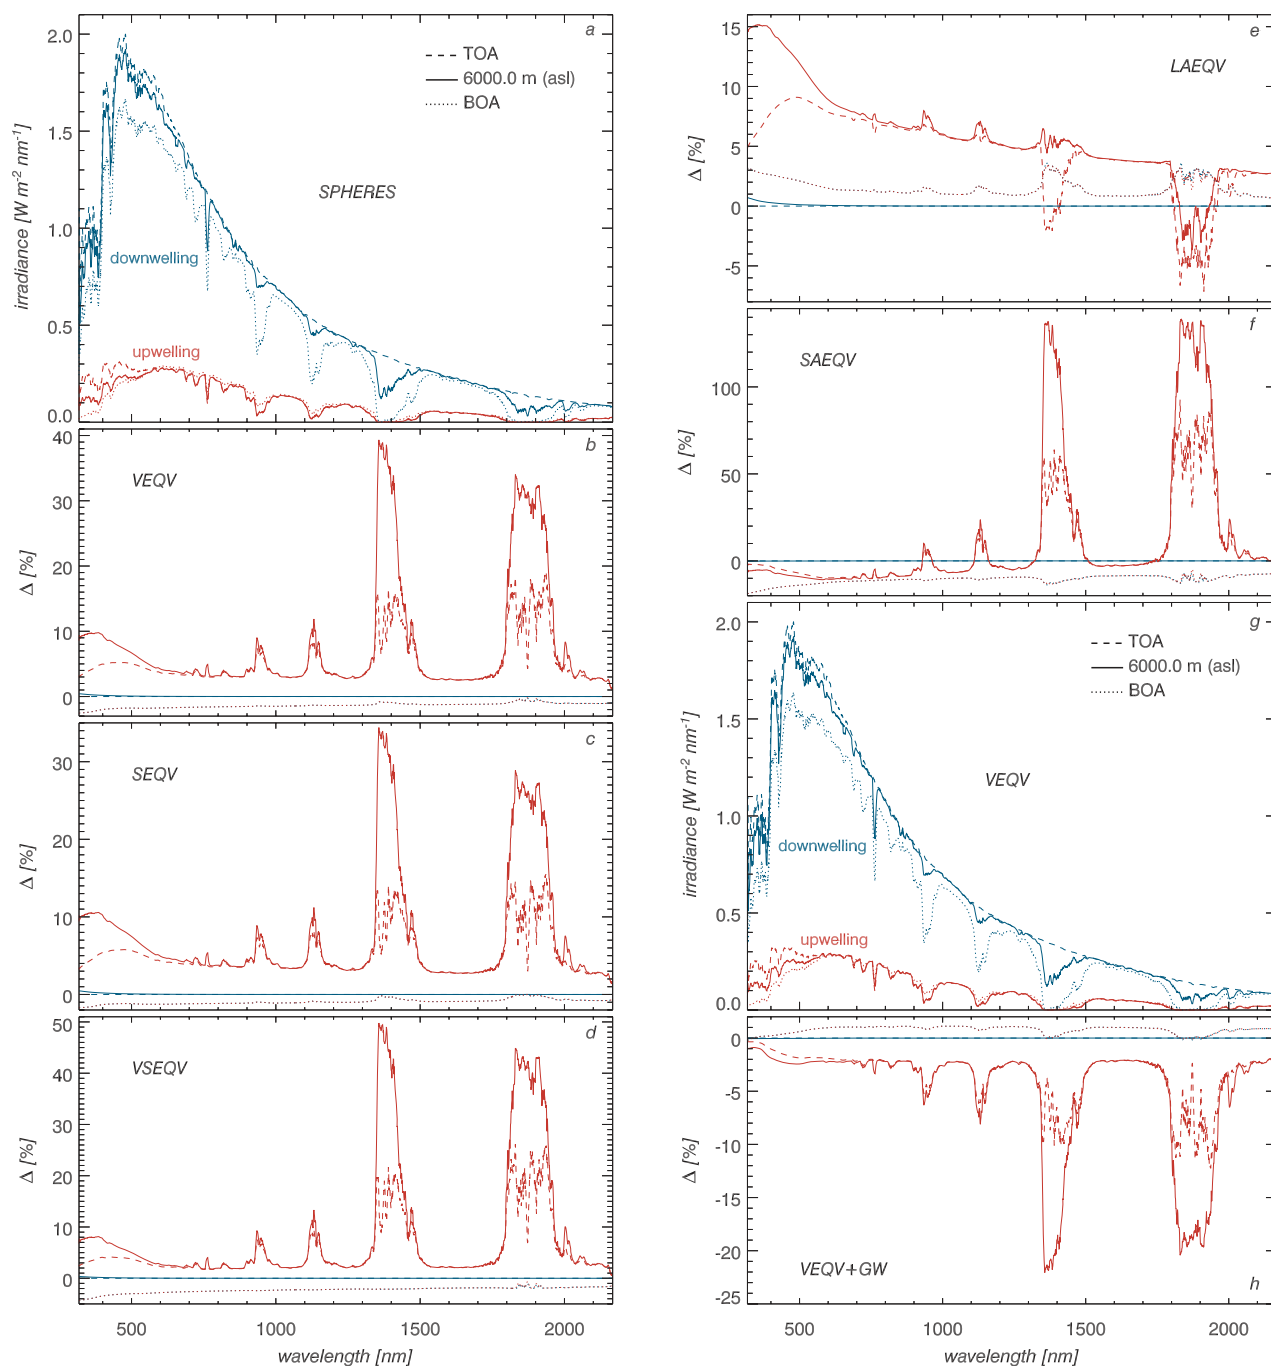 a
2.0
1.5
1.0
0.5
0.0
irradiance [W m-2 nm-1]
TOA
6000.0 m (asl)
BOA
SPHERES
downwelling
upwelling
b
40
30
20
10
0
Δ [%]
VEQV
c
30
20
10
0
Δ [%]
SEQV
d
50
40
30
20
10
0
Δ [%]
VSEQV
500
1000
1500
2000
wavelength [nm]
e
15
10
5
0
-5
Δ [%]
LAEQV
f
100
50
0
Δ [%]
SAEQV
g
2.0
1.5
1.0
0.5
0.0
irradiance [W m-2 nm-1]
TOA
6000.0 m (asl)
BOA
VEQV
downwelling
upwelling
0
-5
-10
-15
-20
-25
Δ [%]
VEQV+GW
h
500
1000
1500
2000
wavelength [nm]